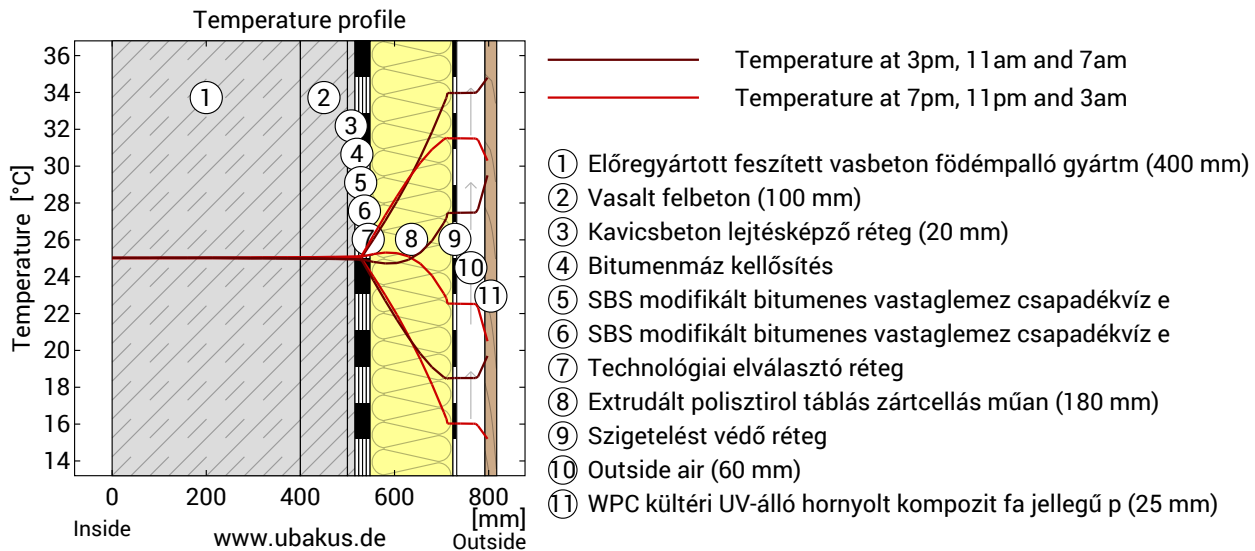 Temperature profile
36
34
32
30
28
26
24
22
20
18
16
14
Temperature [°C]
1
2
3
4
5
6
7
8
9
10
11
0
200
400
600
800
[mm]
Inside
www.ubakus.de
Outside
Temperature at 3pm, 11am and 7am
Temperature at 7pm, 11pm and 3am
1 Előregyártott feszített vasbeton födémpalló gyártm (400 mm)
2 Vasalt felbeton (100 mm)
3 Kavicsbeton lejtésképző réteg (20 mm)
4 Bitumenmáz kellősítés
5 SBS modifikált bitumenes vastaglemez csapadékvíz e
6 SBS modifikált bitumenes vastaglemez csapadékvíz e
7 Technológiai elválasztó réteg
8 Extrudált polisztirol táblás zártcellás műan (180 mm)
9 Szigetelést védő réteg
10 Outside air (60 mm)
11 WPC kültéri UV-álló hornyolt kompozit fa jellegű p (25 mm)